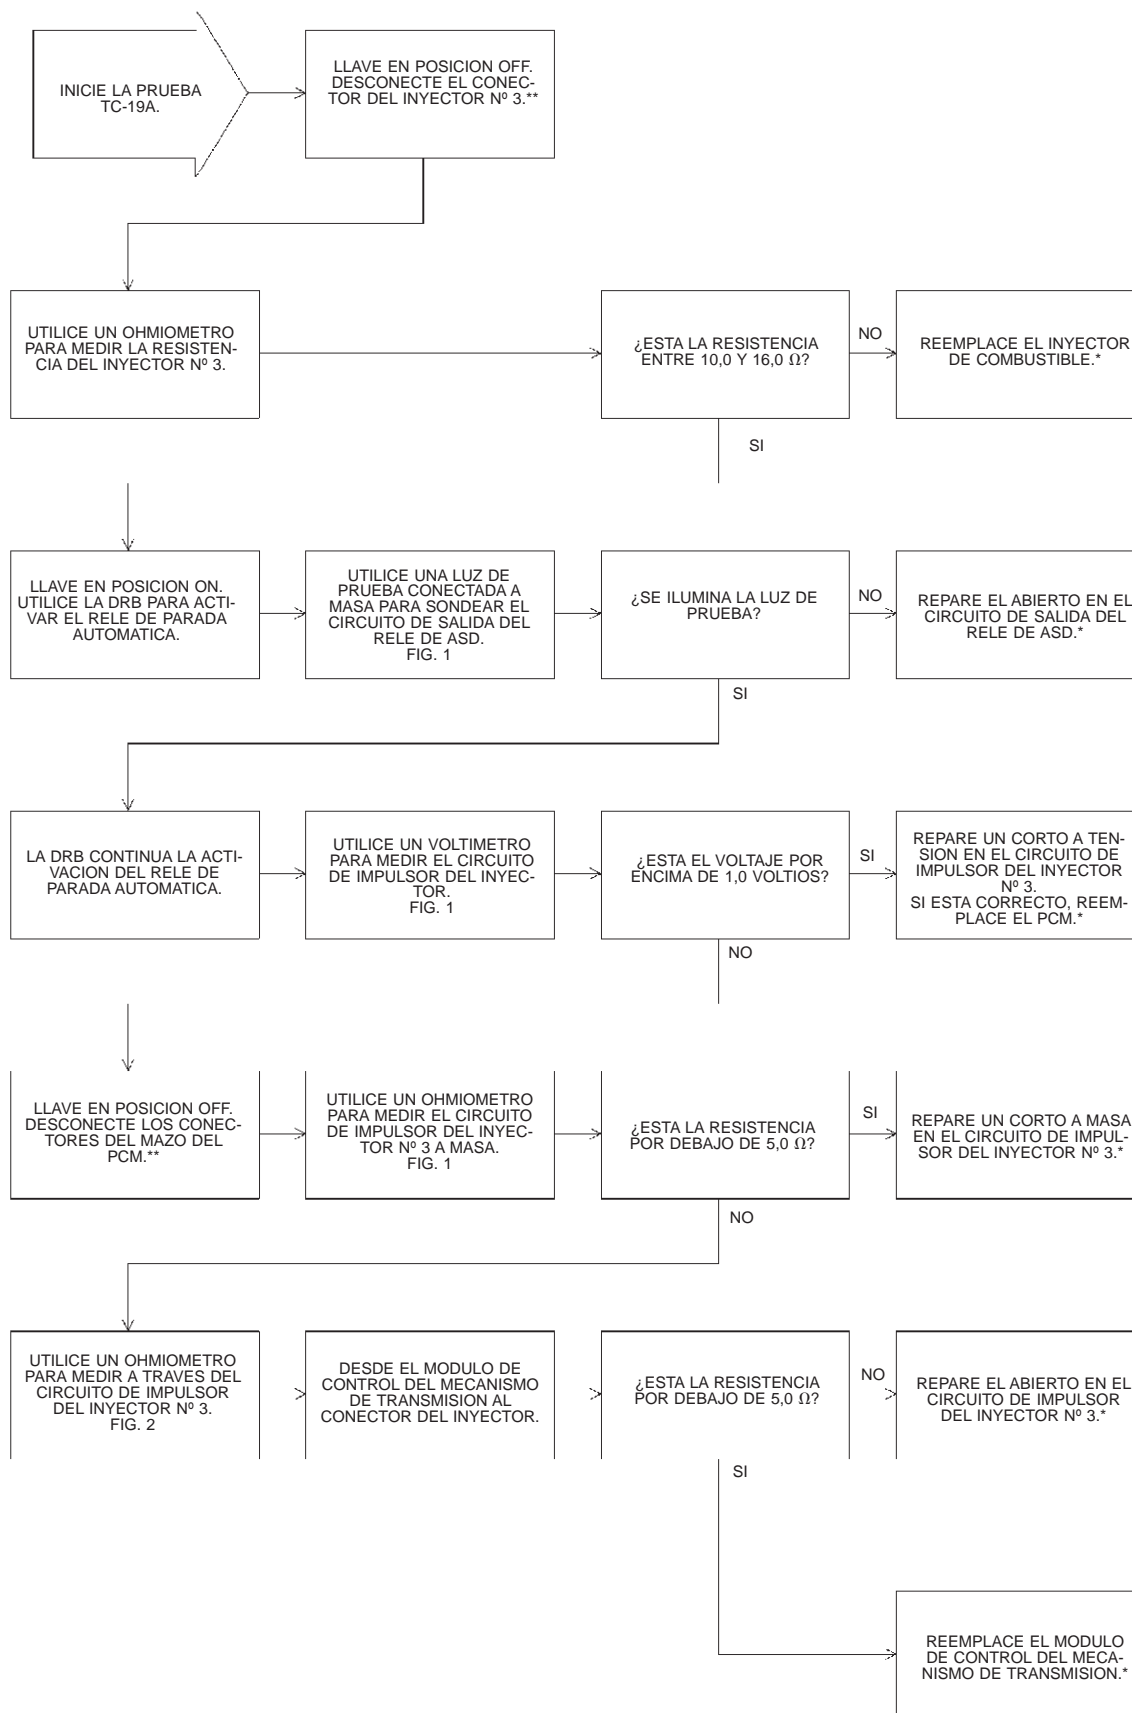 INICIE LA PRUEBA
TC-19A.
LLAVE EN POSICION OFF.
DESCONECTE EL CONEC-
TOR DEL INYECTOR Nº 3.**
UTILICE UN OHMIOMETRO
PARA MEDIR LA RESISTEN-
CIA DEL INYECTOR Nº 3.
¿ESTA LA RESISTENCIA
ENTRE 10,0 Y 16,0 Ω?
NO
REEMPLACE EL INYECTOR
DE COMBUSTIBLE.*
SI
LLAVE EN POSICION ON.
UTILICE LA DRB PARA ACTI-
VAR EL RELE DE PARADA
AUTOMATICA.
UTILICE UNA LUZ DE
PRUEBA CONECTADA A
MASA PARA SONDEAR EL
CIRCUITO DE SALIDA DEL
RELE DE ASD.
FIG. 1
¿SE ILUMINA LA LUZ DE
PRUEBA?
NO
REPARE EL ABIERTO EN EL
CIRCUITO DE SALIDA DEL
RELE DE ASD.*
SI
LA DRB CONTINUA LA ACTI-
VACION DEL RELE DE
PARADA AUTOMATICA.
UTILICE UN VOLTIMETRO
PARA MEDIR EL CIRCUITO
DE IMPULSOR DEL INYEC-
TOR.
FIG. 1
¿ESTA EL VOLTAJE POR
ENCIMA DE 1,0 VOLTIOS?
SI
REPARE UN CORTO A TEN-
SION EN EL CIRCUITO DE
IMPULSOR DEL INYECTOR
Nº 3.
SI ESTA CORRECTO, REEM-
PLACE EL PCM.*
NO
LLAVE EN POSICION OFF.
DESCONECTE LOS CONEC-
TORES DEL MAZO DEL
PCM.**
UTILICE UN OHMIOMETRO
PARA MEDIR EL CIRCUITO
DE IMPULSOR DEL INYEC-
TOR Nº 3 A MASA.
FIG. 1
¿ESTA LA RESISTENCIA
POR DEBAJO DE 5,0 Ω?
SI
REPARE UN CORTO A MASA
EN EL CIRCUITO DE IMPUL-
SOR DEL INYECTOR Nº 3.*
NO
UTILICE UN OHMIOMETRO
PARA MEDIR A TRAVES DEL
CIRCUITO DE IMPULSOR
DEL INYECTOR Nº 3.
FIG. 2
DESDE EL MODULO DE
CONTROL DEL MECANISMO
DE TRANSMISION AL
CONECTOR DEL INYECTOR.
¿ESTA LA RESISTENCIA
POR DEBAJO DE 5,0 Ω?
NO
REPARE EL ABIERTO EN EL
CIRCUITO DE IMPULSOR
DEL INYECTOR Nº 3.*
SI
REEMPLACE EL MODULO
DE CONTROL DEL MECA-
NISMO DE TRANSMISION.*